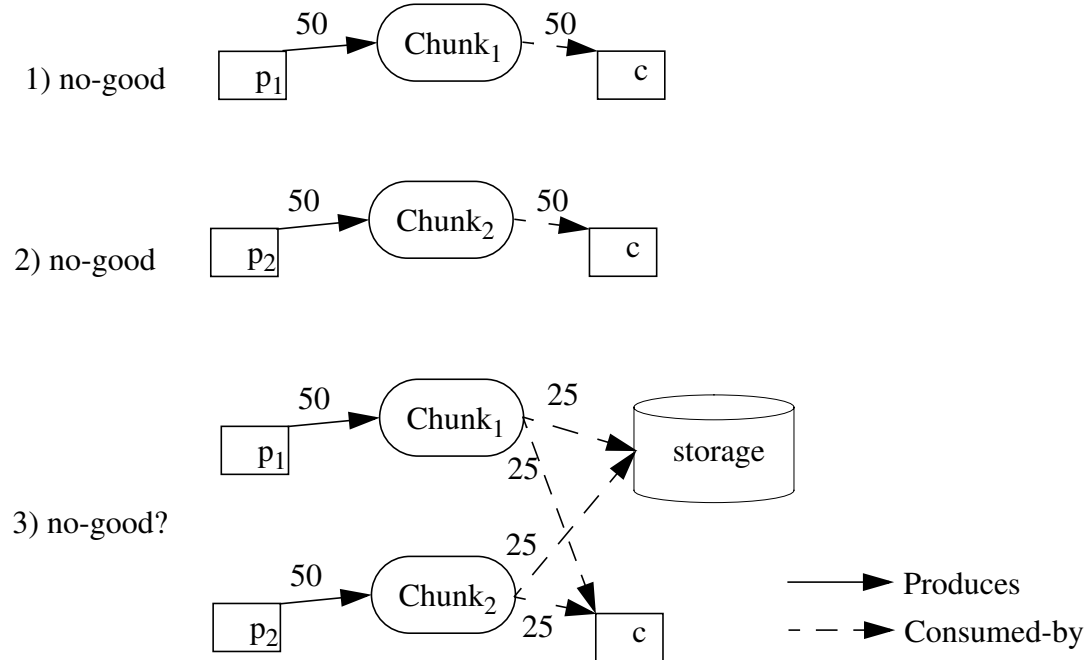 50
Chunk1
50
1) no-good
p1
c
50
Chunk2
50
2) no-good
p2
c
50
Chunk1
25
storage
p1
25
3) no-good?
25
50
Chunk2
25
p2
c
Produces
Consumed-by